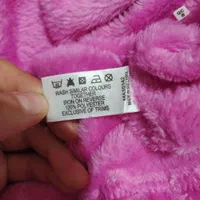 WASH SIMILAR COLOURS
TOGETHER
IRON ON REVERSE
100% POLYESTER
EXCLUSIVE OF TRIMS